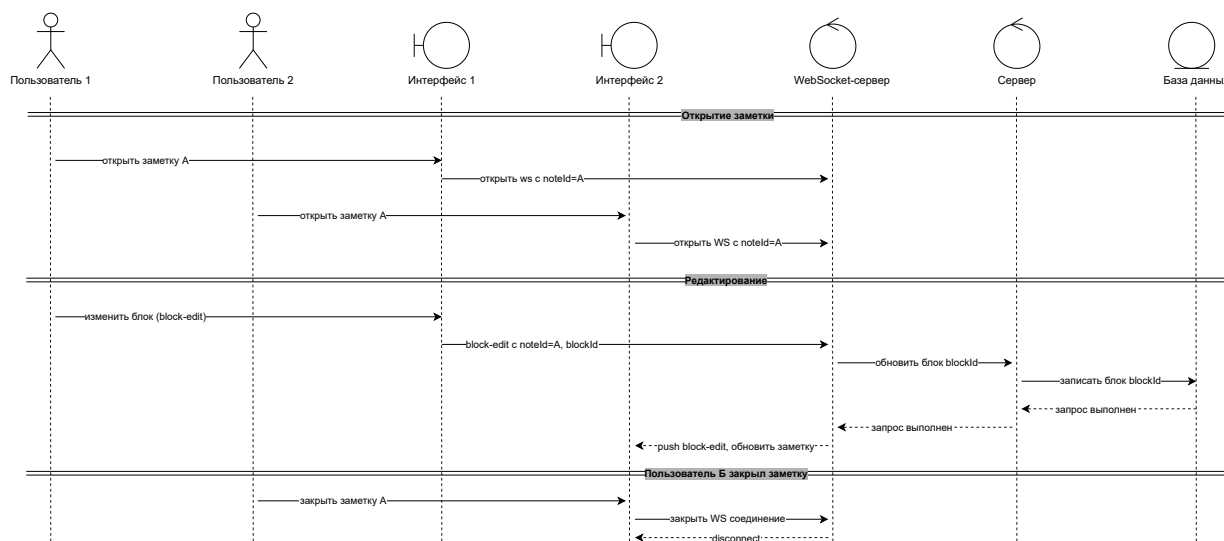 Пользователь 1
Пользователь 2
Интерфейс 1
Интерфейс 2
WebSocket-сервер
Сервер
База данных
Открытие заметки
открыть заметку А
открыть ws с noteId=A
открыть заметку А
открыть WS с noteId=A
Редактирование
изменить блок (block-edit)
block-edit с noteId=A, blockId
обновить блок blockId
записать блок blockId
запрос выполнен
запрос выполнен
push block-edit, обновить заметку
Пользователь Б закрыл заметку
закрыть заметку А
закрыть WS соединение
disconnect: